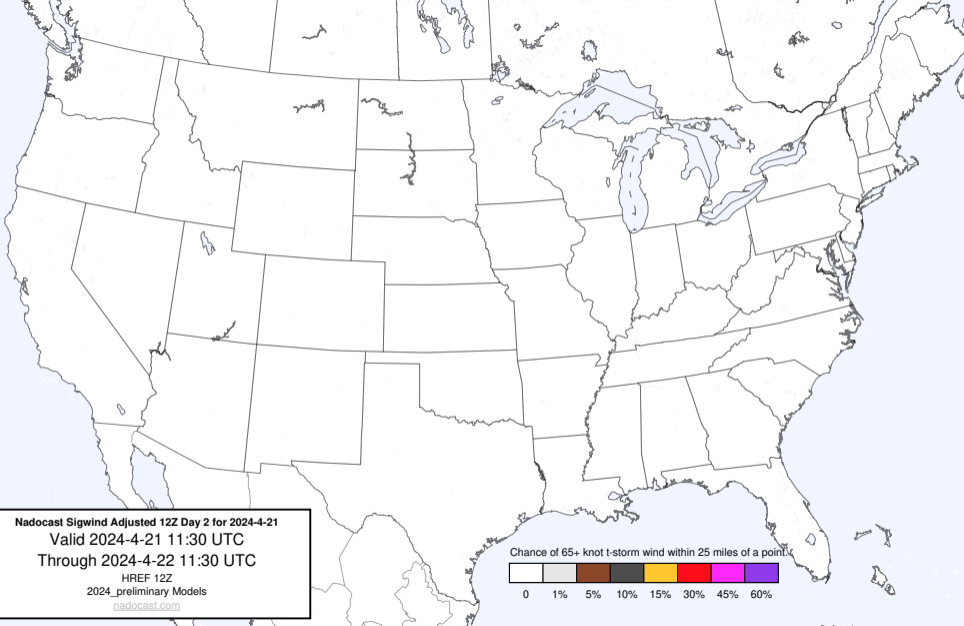 Nadocast Sigwind Adjusted 12Z Day 2 for 2024-4-21
Valid 2024-4-21 11:30 UTC
Through 2024-4-22 11:30 UTC
HREF 12Z
2024_preliminary Models
nadocast.com
Chance of 65+ knot t-storm wind within 25 miles of a point.
0 1% 5% 10% 15% 30% 45% 60%